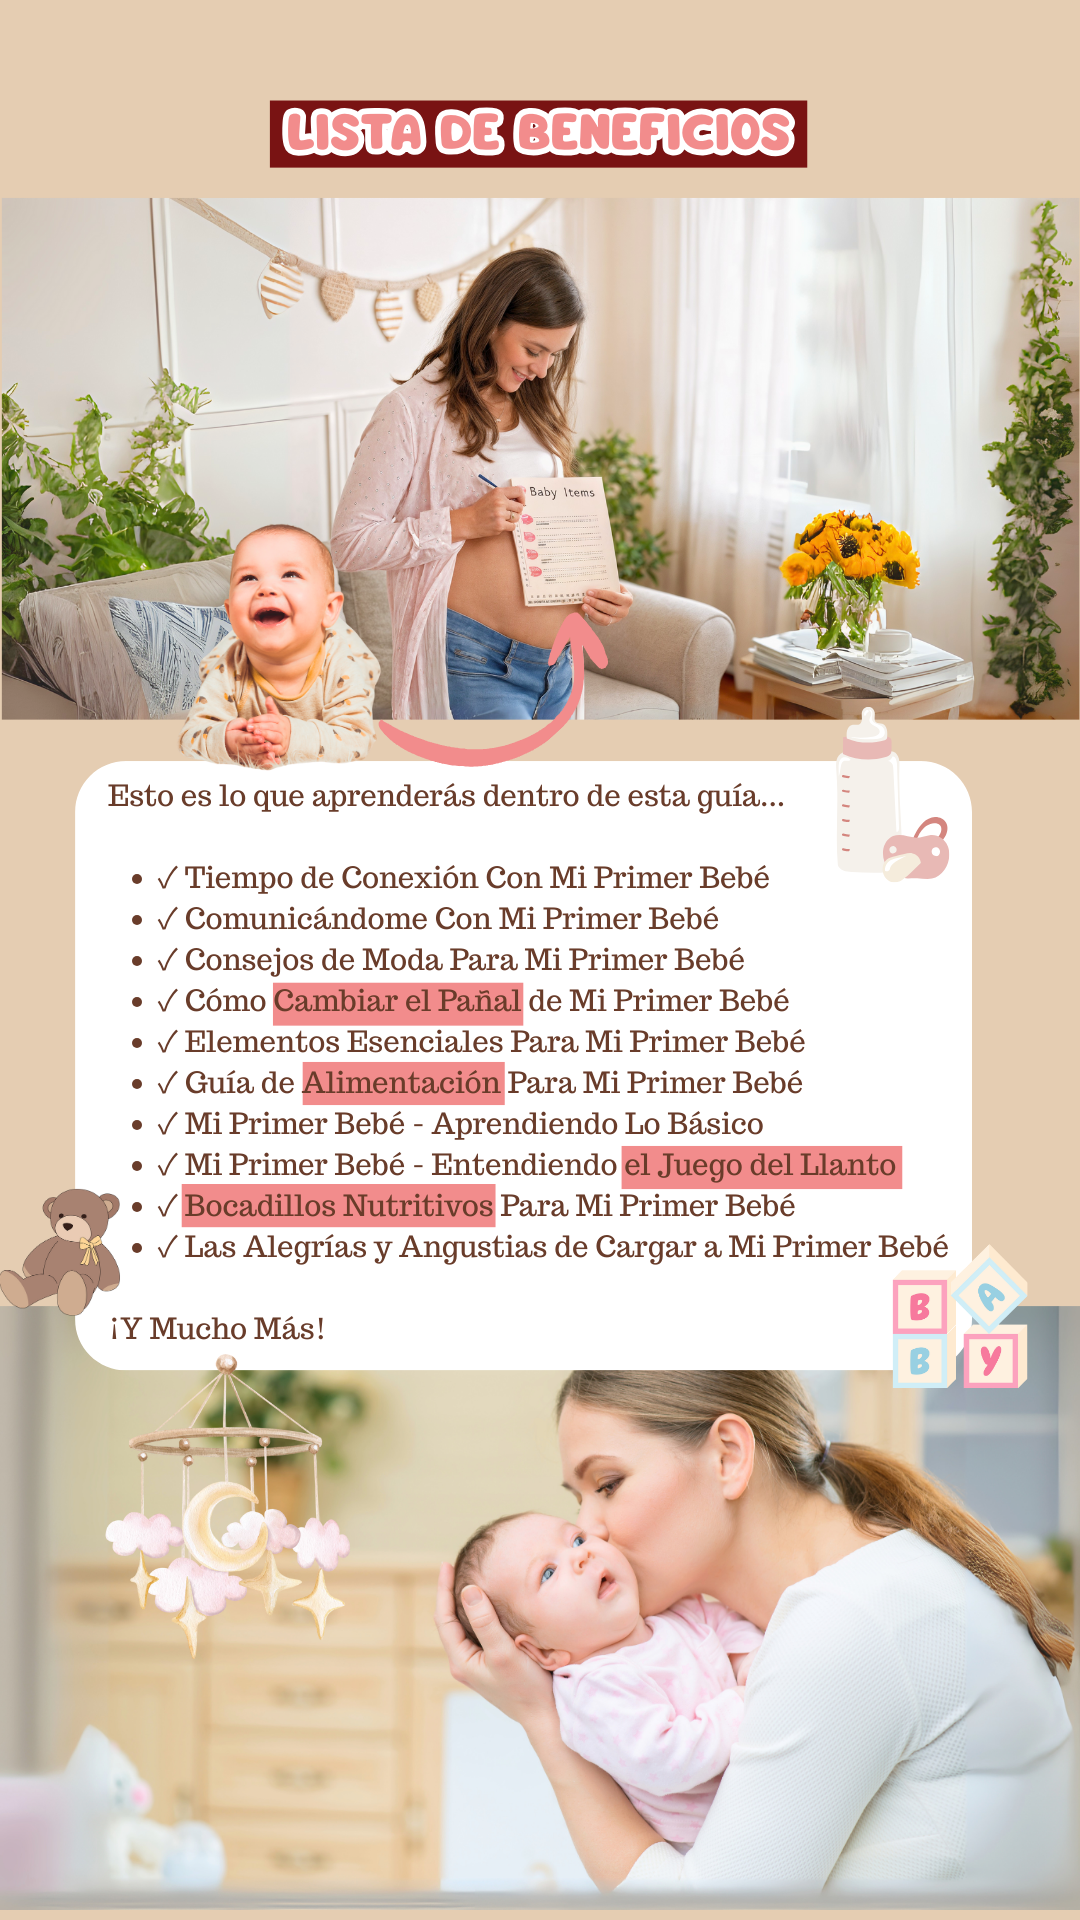 LISTA DE BENEFICIOS
Baby Items
Esto es lo que aprenderás dentro de esta guía...
• ✓ Tiempo de Conexión Con Mi Primer Bebé
• ✓ Comunicándome Con Mi Primer Bebé
• ✓ Consejos de Moda Para Mi Primer Bebé
• ✓ Cómo Cambiar el Pañal de Mi Primer Bebé
• ✓ Elementos Esenciales Para Mi Primer Bebé
• ✓ Guía de Alimentación Para Mi Primer Bebé
• ✓ Mi Primer Bebé - Aprendiendo Lo Básico
• ✓ Mi Primer Bebé - Entendiendo el Juego del Llanto
• ✓ Bocadillos Nutritivos Para Mi Primer Bebé
• ✓ Las Alegrías y Angustias de Cargar a Mi Primer Bebé
¡Y Mucho Más!
B A
B Y